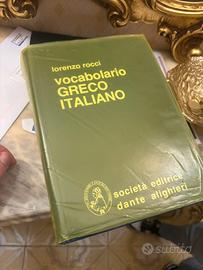 lorenzo rocci
vocabolario
GRECO
ITALIANO
società editrice
dante alighieri
subito